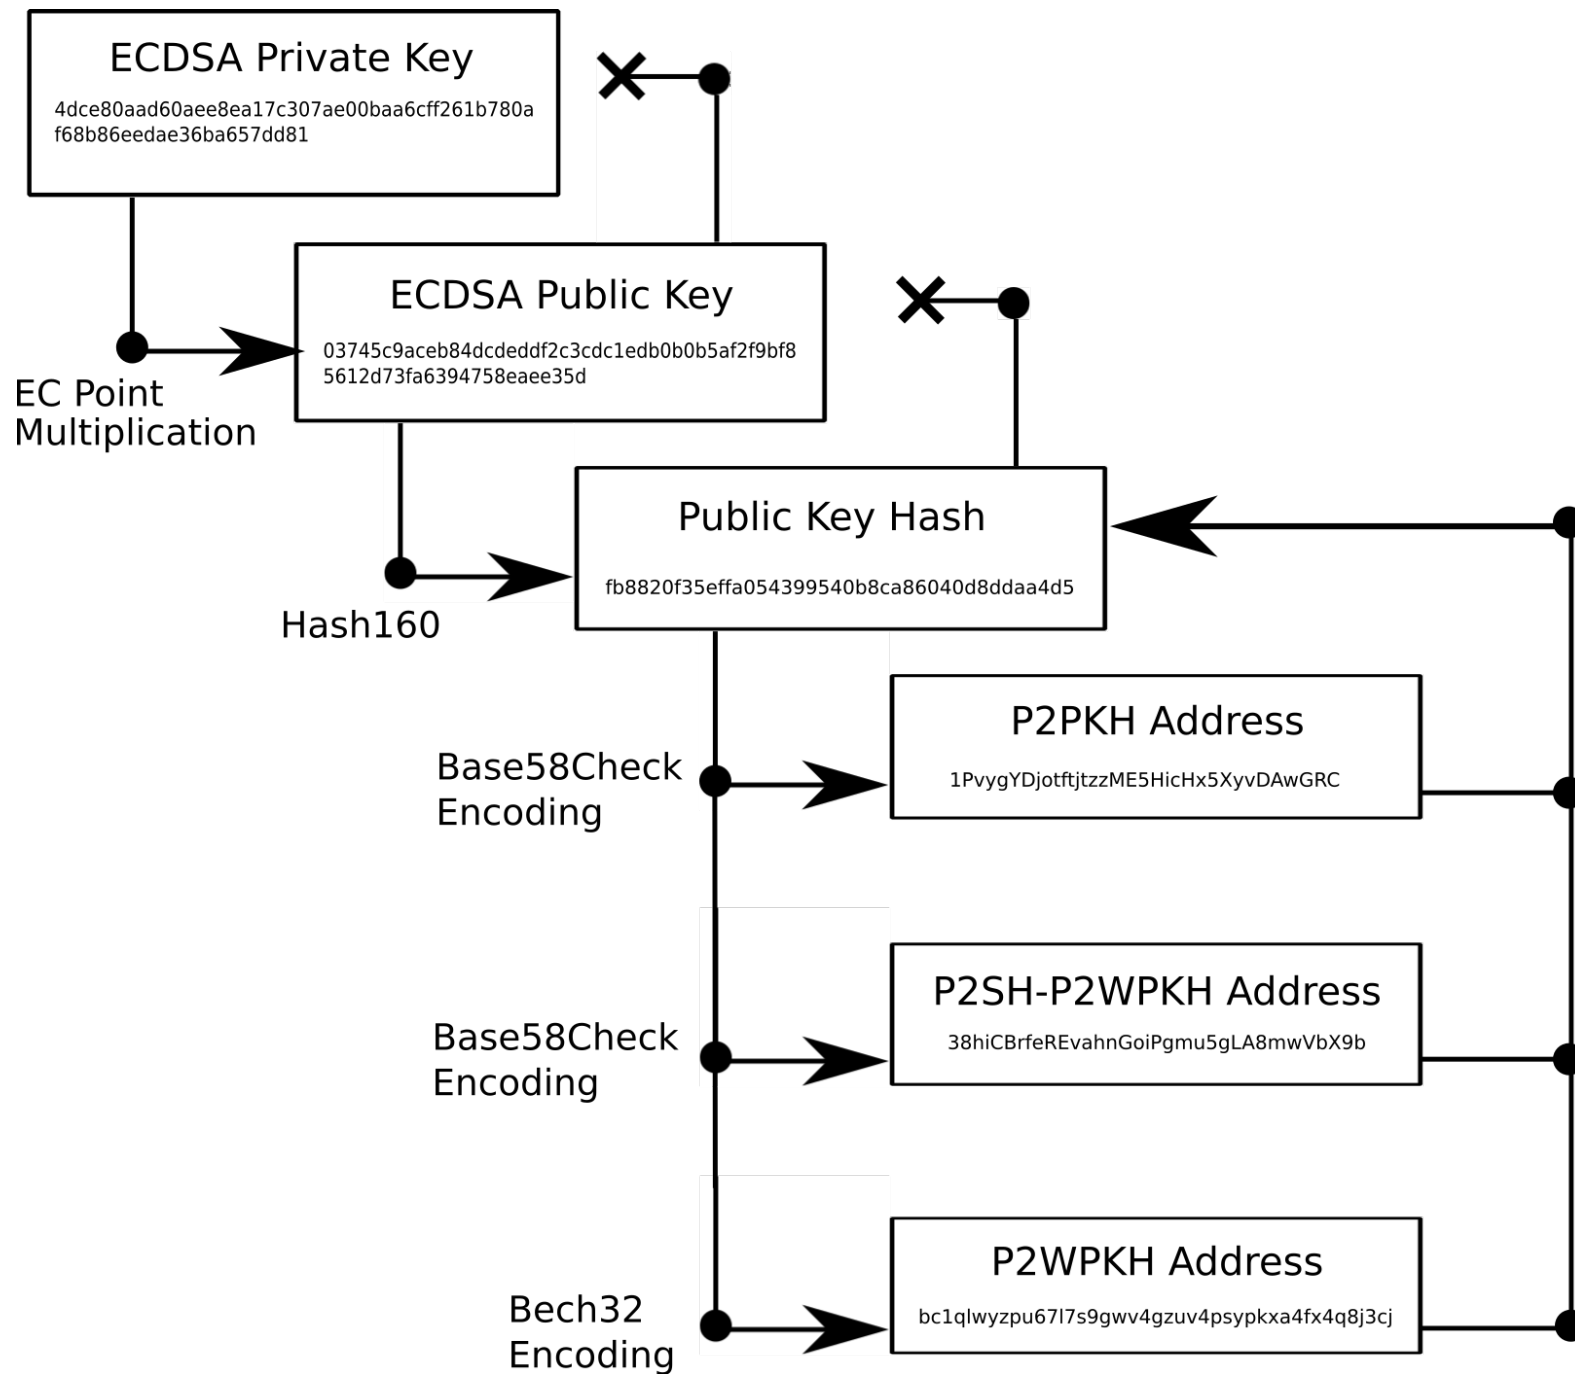 ECDSA Private Key
4dce80aad60aee8ea17c307ae00baa6cff261b780a
f68b86eedae36ba657dd81
ECDSA Public Key
03745c9aceb84dcdeddf2c3cdc1edb0b0b5af2f9bf8
5612d73fa6394758eaee35d
EC Point
Multiplication
Public Key Hash
fb8820f35effa054399540b8ca86040d8ddaa4d5
Hash160
P2PKH Address
1PvygYDjotftjtzzME5HicHx5XyvDAwGRC
Base58Check
Encoding
P2SH-P2WPKH Address
38hiCBrfeREvahnGoiPgmu5gLA8mwVbX9b
Base58Check
Encoding
P2WPKH Address
bc1qlwyzpu67l7s9gwv4gzuv4psypkxa4fx4q8j3cj
Bech32
Encoding